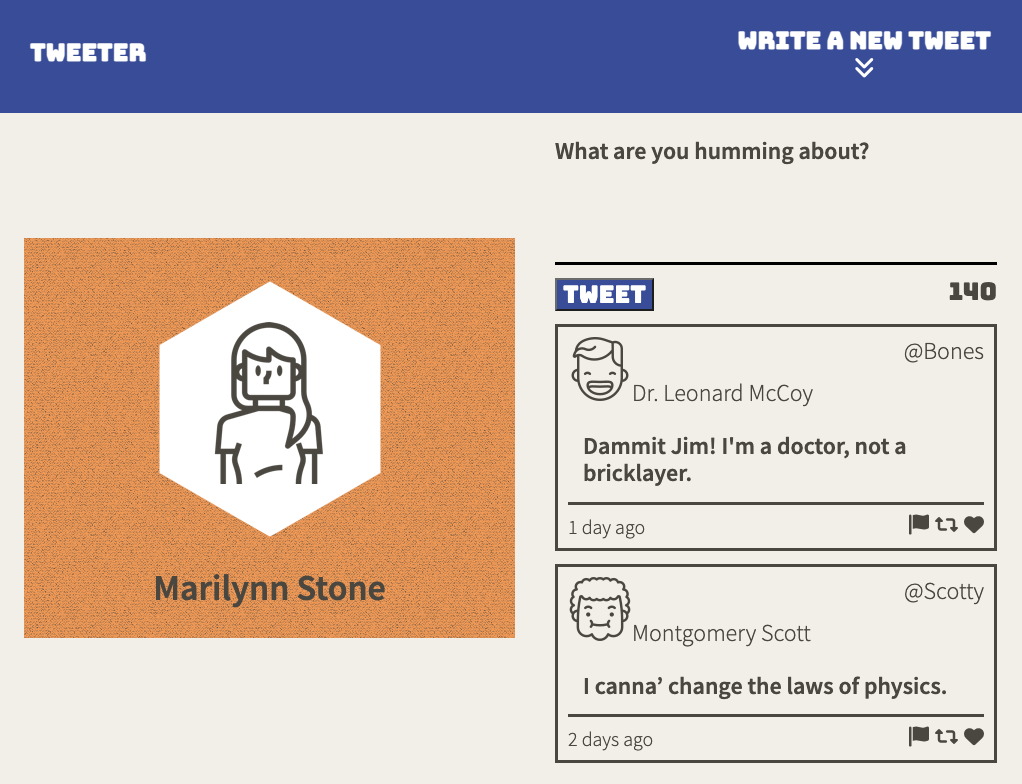 TWEETER
WRITE A NEW TWEET
What are you humming about?
TWEET
140
Marilynn Stone
@Bones
Dr. Leonard McCoy
Dammit Jim! I'm a doctor, not a
bricklayer.
1 day ago
@Scotty
Montgomery Scott
I canna’ change the laws of physics.
2 days ago